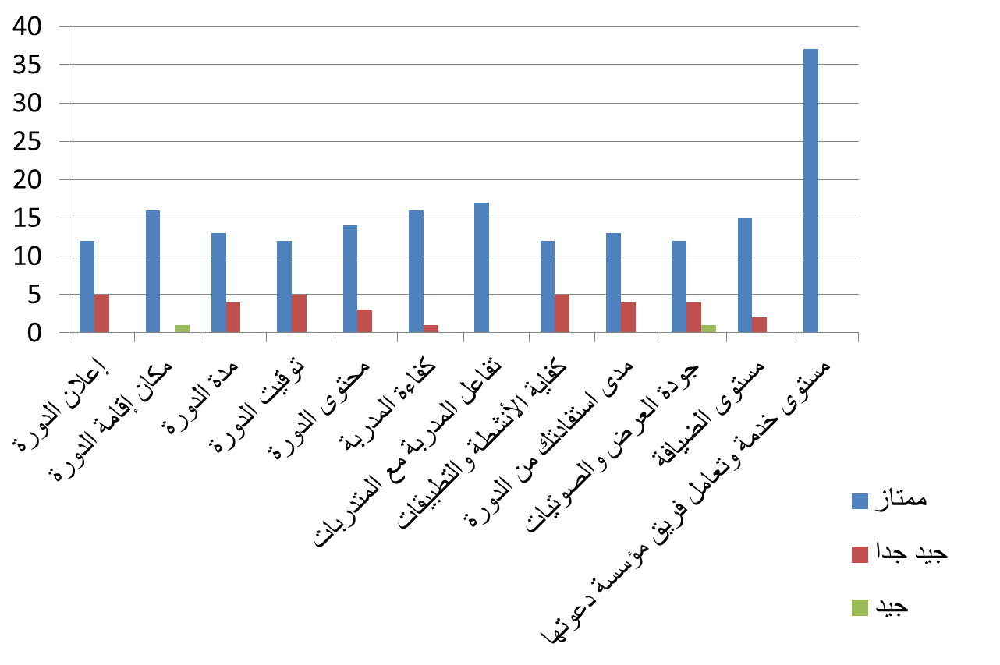 40
35
30
25
20
15
10
5
0
إعلان الدورة
مكان إقامة الدورة
مدة الدورة
توقيت الدورة
محتوى الدورة
كفاءة المدربة
تفاعل المدربة مع المتدربات
كفاية الأنشطة والتطبيقات
مدى استفادتك من الدورة
جودة العرض والصوتيات
مستوى الضيافة
مستوى خدمة وتعامل فريق مؤسسة دعوتها
ممتاز
جيد جدا
جيد